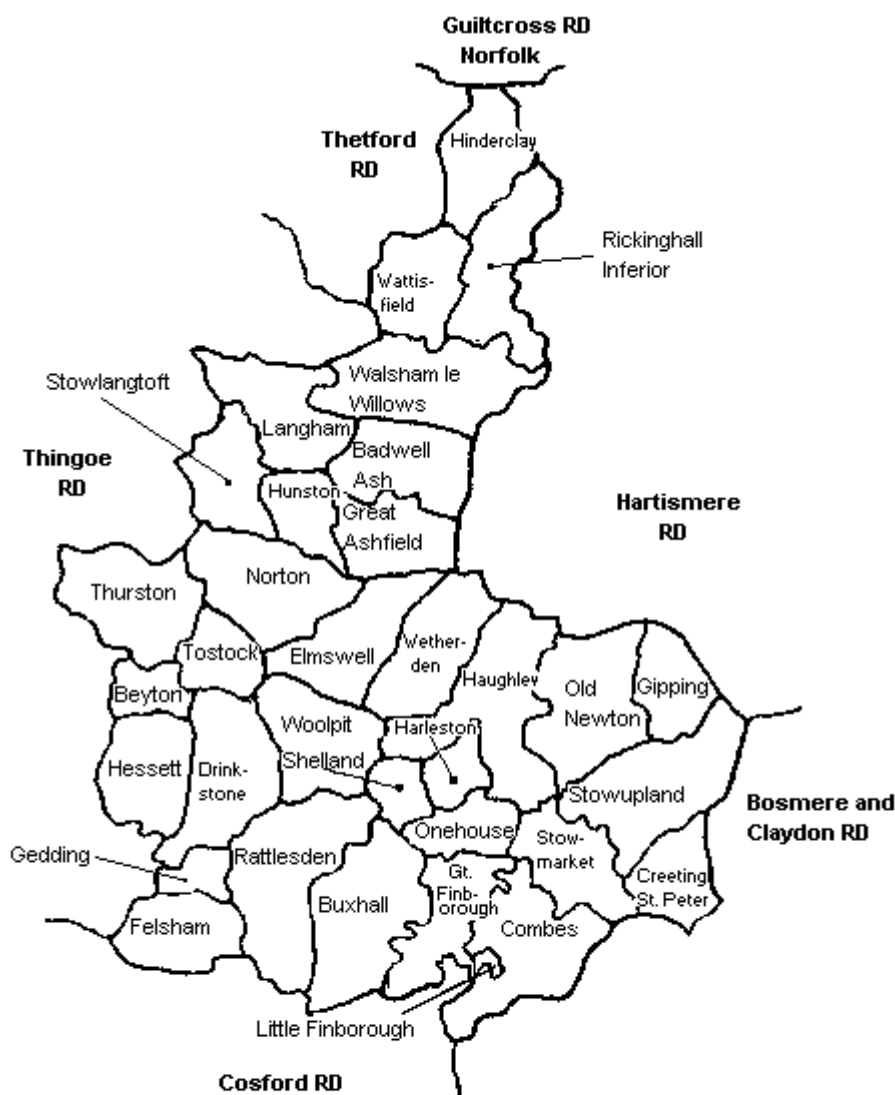 Guiltcross RD
Norfolk
Thetford
RD
Hinderclay
Rickinghall
Inferior
Wattis-
field
Stowlangtoft
Walsham le
Willows
Langham
Thingoe
RD
Badwell
Ash
Hunston
Great
Ashfield
Hartismere
RD
Thurston
Norton
Tostock
Elmswell
Wether-
den
Haughley
Beyton
Old
Newton
Gipping
Woolpit
Harleston
Hessett
Drink-
stone
Shelland
Stowupland
Bosmere and
Claydon RD
Onehouse
Stow-
market
Gedding
Rattlesden
Gt.
Finb-
orough
Creeting
St. Peter
Buxhall
Felsham
Combes
Little Finborough
Cosford RD